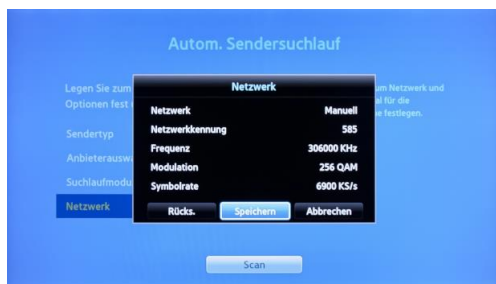 Autom. Sendersuchlauf
Legen Sie zum
um Netzwerk und
Optionen fest
al für die
e festlegen.
Netzwerk
Netzwerk Manuell
Netzwerkkennung 585
Frequenz 306000 KHz
Modulation 256 QAM
Symbolrate 6900 KS/s
Rücks. Speichern Abbrechen
Sendertyp
Anbieterauswa
Suchlaufmodu
Netzwerk
Scan